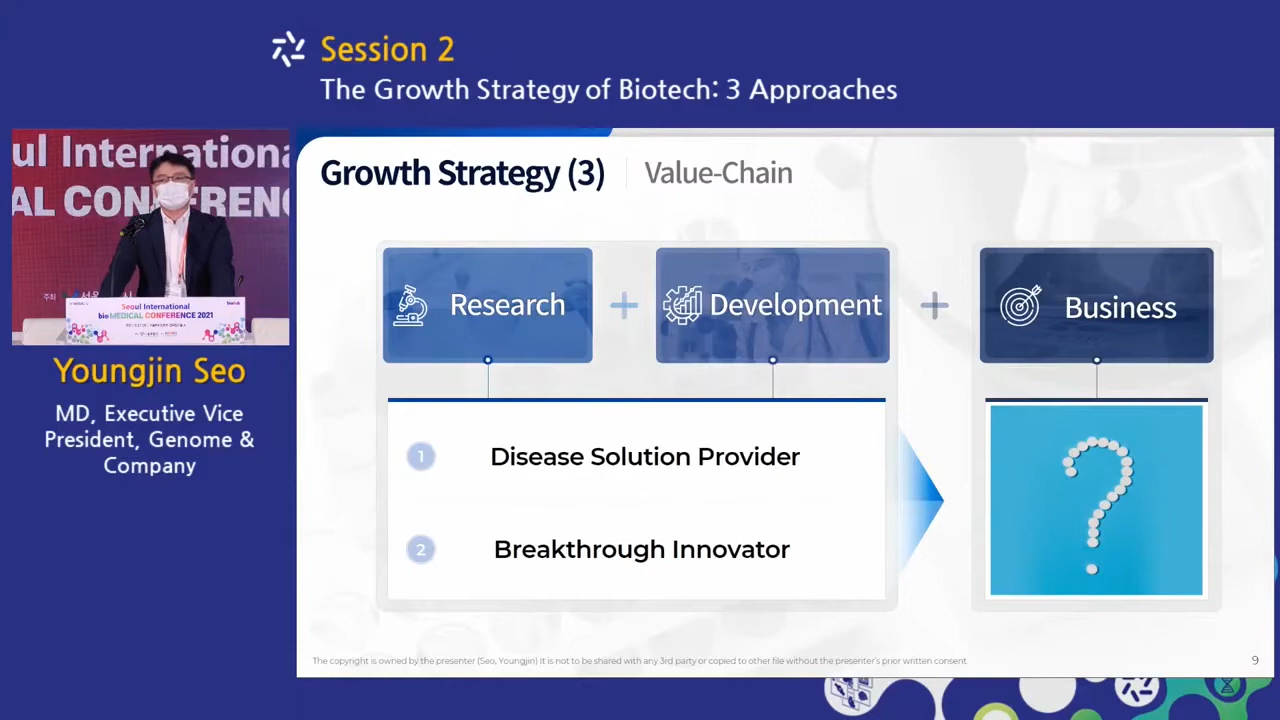 Session 2
The Growth Strategy of Biotech: 3 Approaches
ul Internationa
AL CONFERENC
Seoul International
bio MEDICAL CONFERENCE 2021
Youngjin Seo
MD, Executive Vice
President, Genome &
Company
Growth Strategy (3)
Value-Chain
Research
Development
Business
1 Disease Solution Provider
2 Breakthrough Innovator
The copyright is owned by the presenter (Seo, Youngjin) It is not to be shared with any 3rd party or copied to other file without the presenter's prior written consent
9